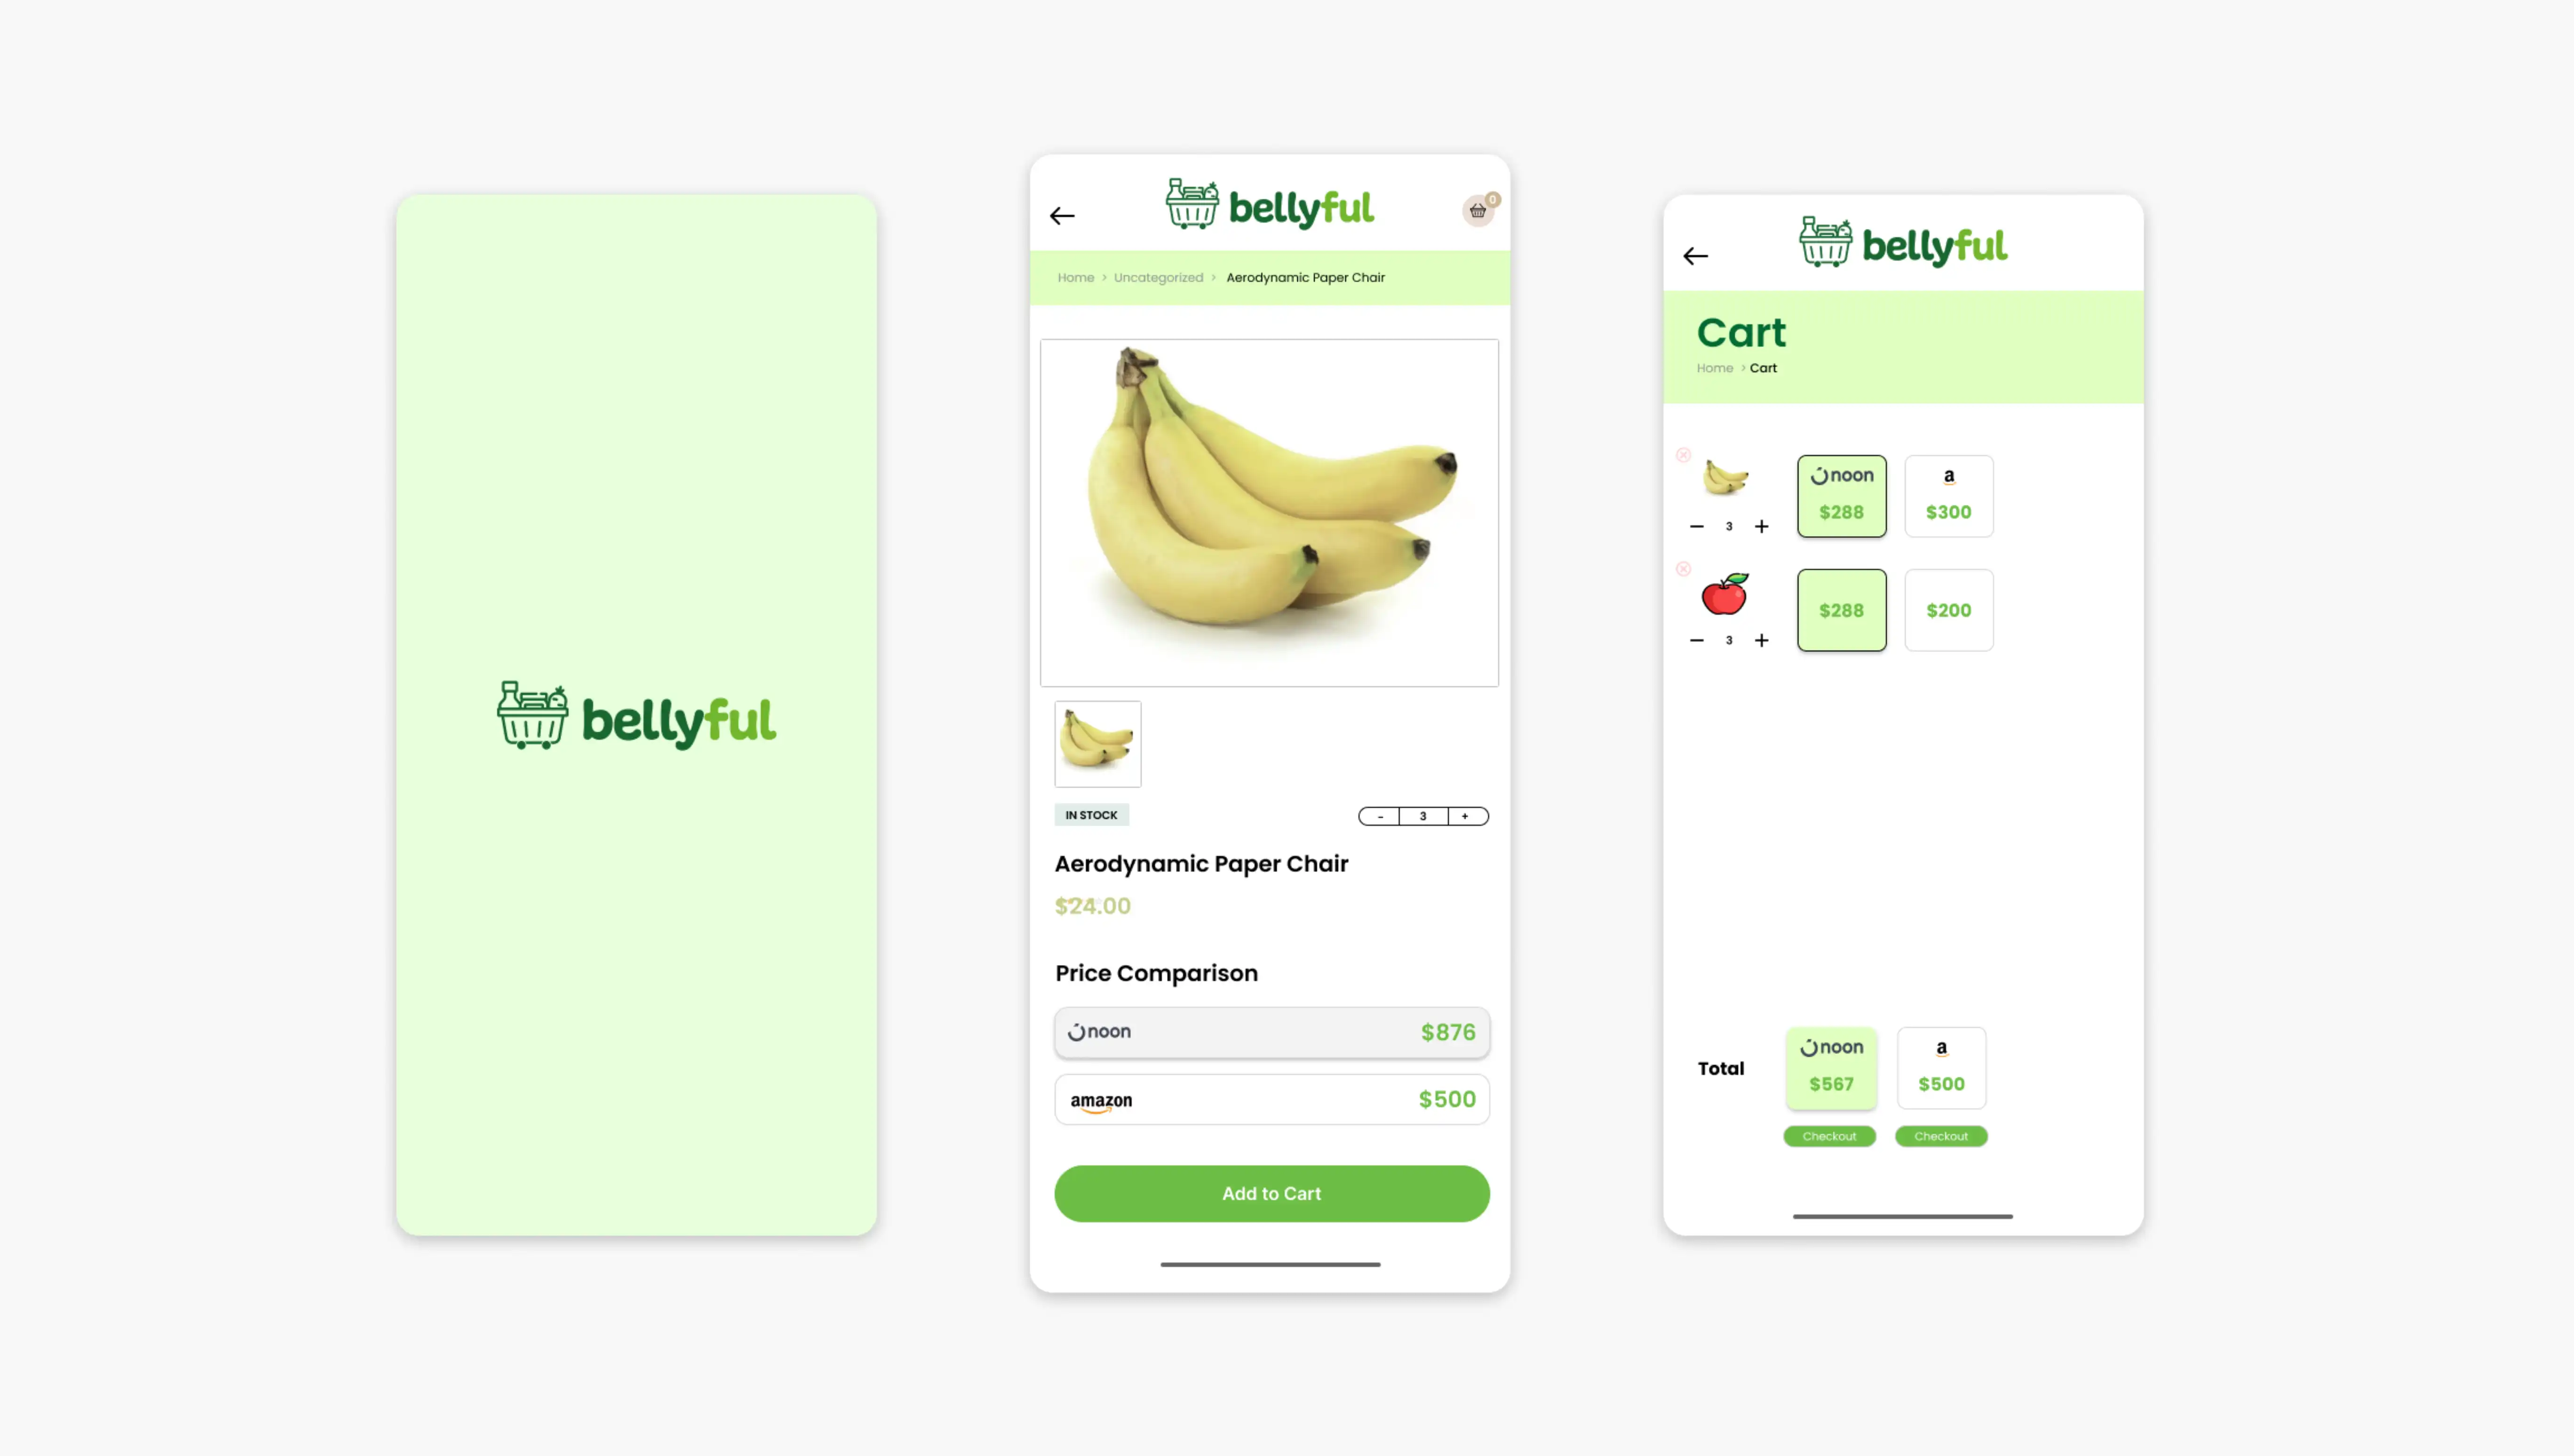 bellyful
bellyful
0
Home > Uncategorized > Aerodynamic Paper Chair
IN STOCK
- 3 +
Aerodynamic Paper Chair
$24.00
Price Comparison
noon $876
amazon $500
Add to Cart
bellyful
Cart
Home > Cart
noon a
$288 $300
- 3 +
$288 $200
- 3 +
noon a
Total
$567 $500
Checkout Checkout